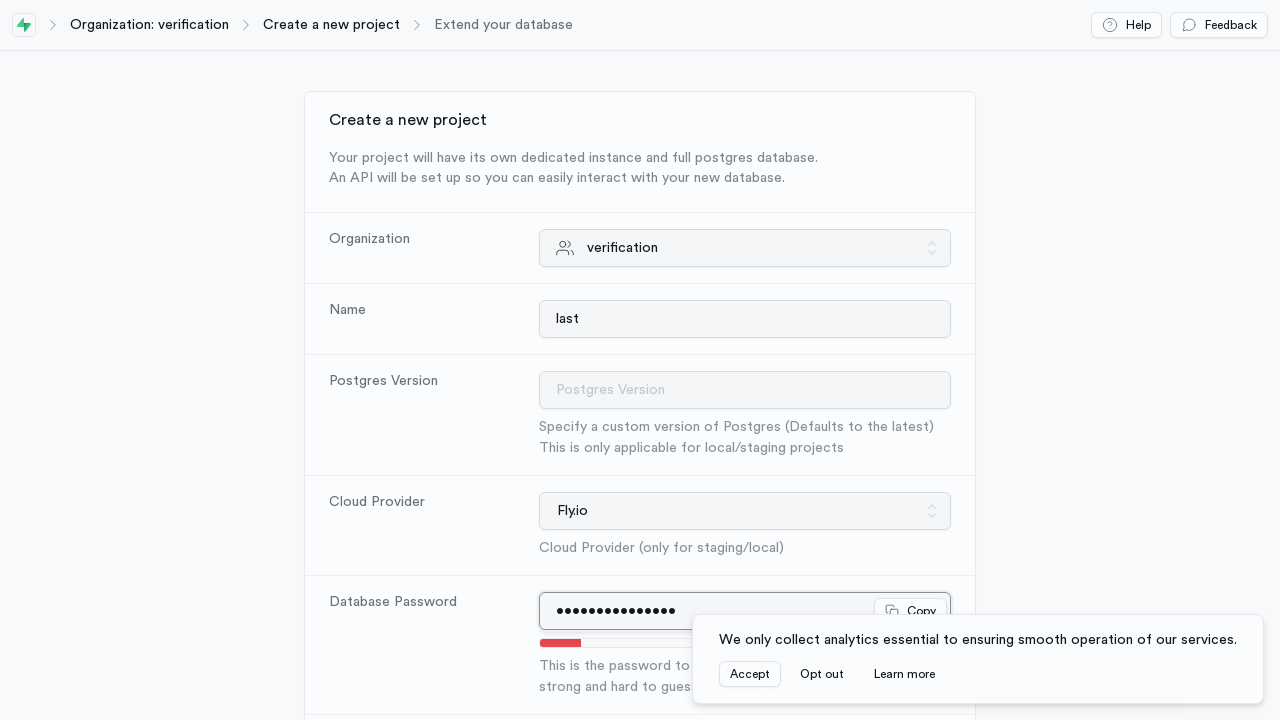 Organization: verification
Create a new project
Extend your database
Help
Feedback
Create a new project
Your project will have its own dedicated instance and full postgres database.
An API will be set up so you can easily interact with your new database.
Organization
verification
Name
last
Postgres Version
Postgres Version
Specify a custom version of Postgres (Defaults to the latest)
This is only applicable for local/staging projects
Cloud Provider
Fly.io
Cloud Provider (only for staging/local)
Database Password
•••••••••••••••
Copy
This is the password to
strong and hard to gues
We only collect analytics essential to ensuring smooth operation of our services.
Accept
Opt out
Learn more